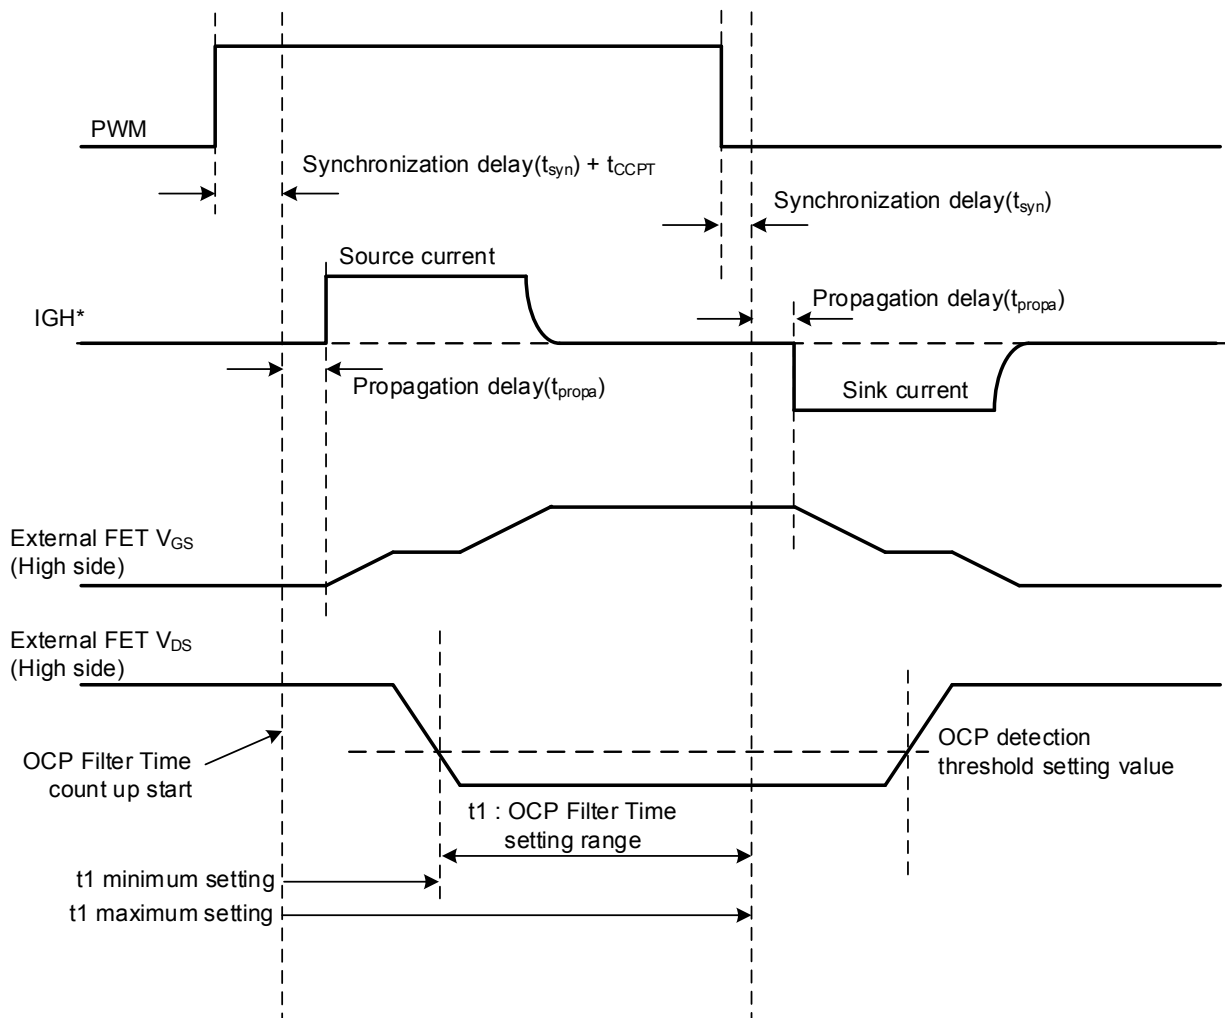 PWM
Synchronization delay(tsyn) + tCCPT
Synchronization delay(tsyn)
Source current
IGH*
Propagation delay(tpropa)
Propagation delay(tpropa)
Sink current
External FET VGS
(High side)
External FET VDS
(High side)
OCP Filter Time
count up start
OCP detection
threshold setting value
t1 : OCP Filter Time
setting range
t1 minimum setting
t1 maximum setting